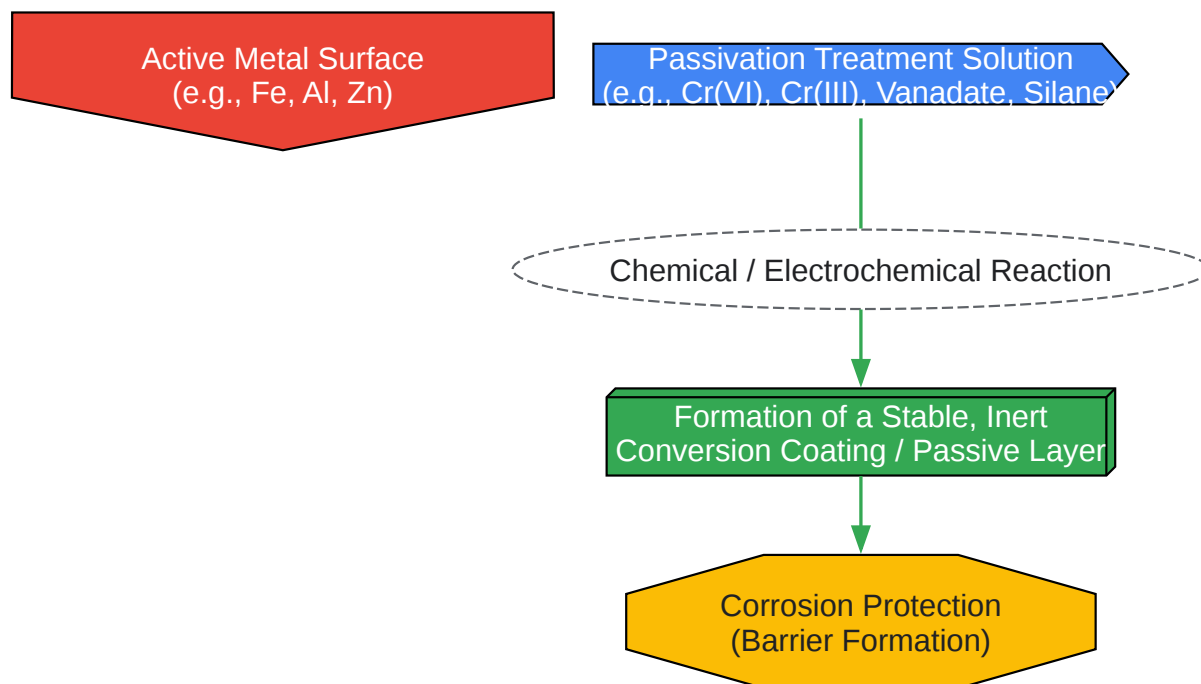 Active Metal Surface
(e.g., Fe, Al, Zn)
Passivation Treatment Solution
(e.g., Cr(VI), Cr(III), Vanadate, Silane)
Chemical / Electrochemical Reaction
Formation of a Stable, Inert
Conversion Coating / Passive Layer
Corrosion Protection
(Barrier Formation)